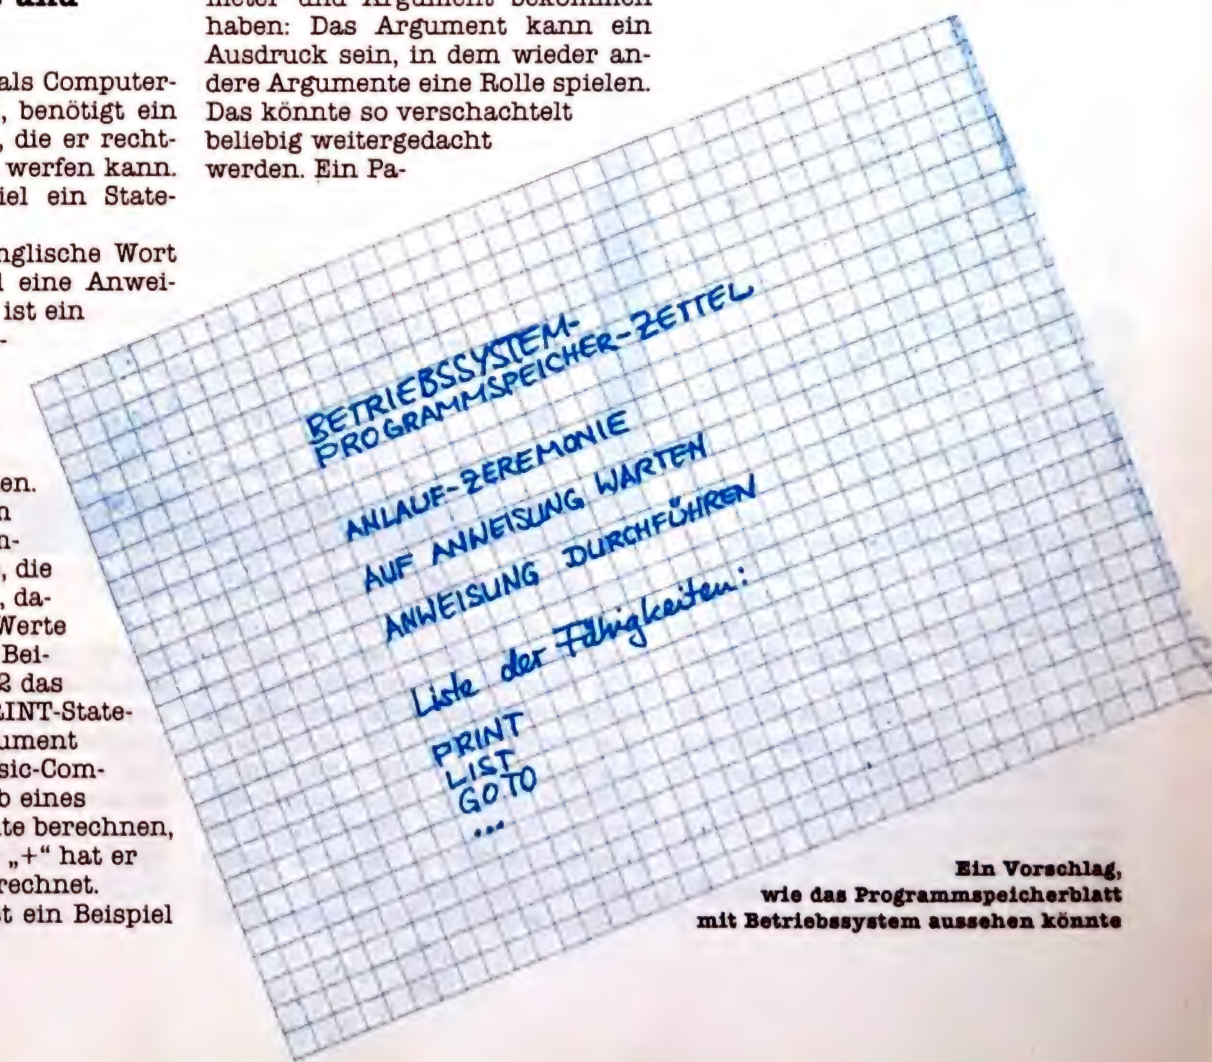 und
als Computer-
, benötigt ein
, die er recht-
werfen kann.
iel ein State-
nglische Wort
l eine Anwei-
ist ein
-
en.
n
n-
, die
, da-
Werte
Bei-
2 das
RINT-State-
ument
sic-Com-
b eines
te berechnen,
„+“ hat er
rechnet.
st ein Beispiel
meter und Argument bekommen
haben: Das Argument kann ein
Ausdruck sein, in dem wieder an-
dere Argumente eine Rolle spielen.
Das könnte so verschachtelt
beliebig weitergedacht
werden. Ein Pa-
BETRIEBSSYSTEM-
PROGRAMMSPEICHER-ZETTEL
ANLAUF-ZEREMONIE
AUF ANWEISUNG WARTEN
ANWEISUNG DURCHFÜHREN
Liste der Fähigkeiten:
PRINT
LIST
GOTO
...
Ein Vorschlag,
wie das Programmspeicherblatt
mit Betriebssystem aussehen könnte